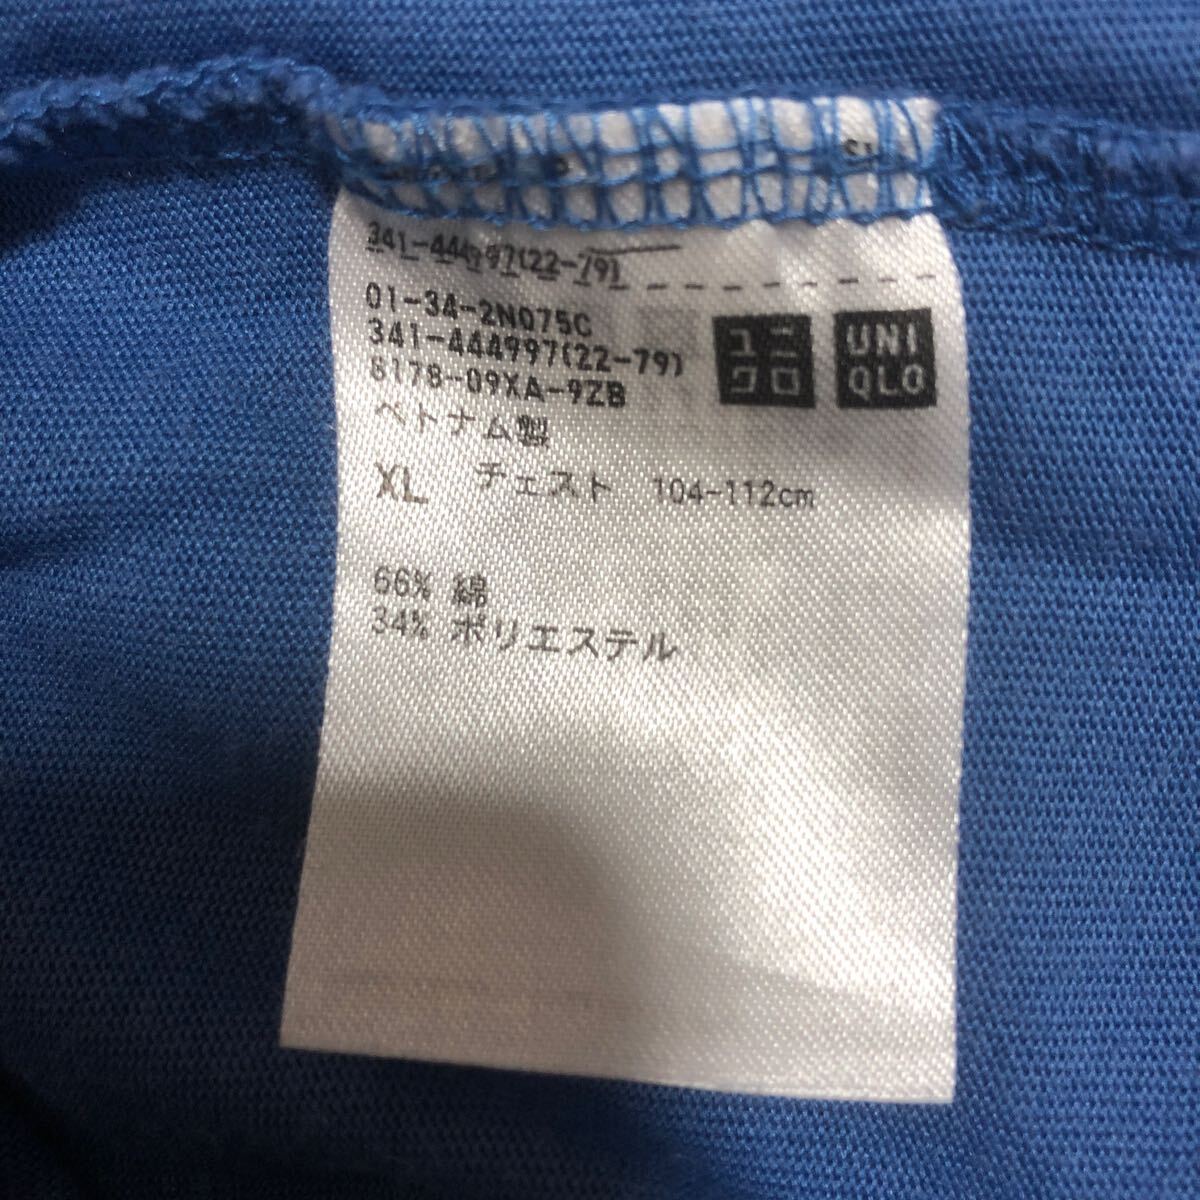 341-444997(22-79)
01-34-2N075C
341-444997(22-79)
S178-09XA-9ZB
ベトナム製
ユニ
クロ
UNI
QLO
XL チェスト 104-112cm
66% 綿
34% ポリエステル